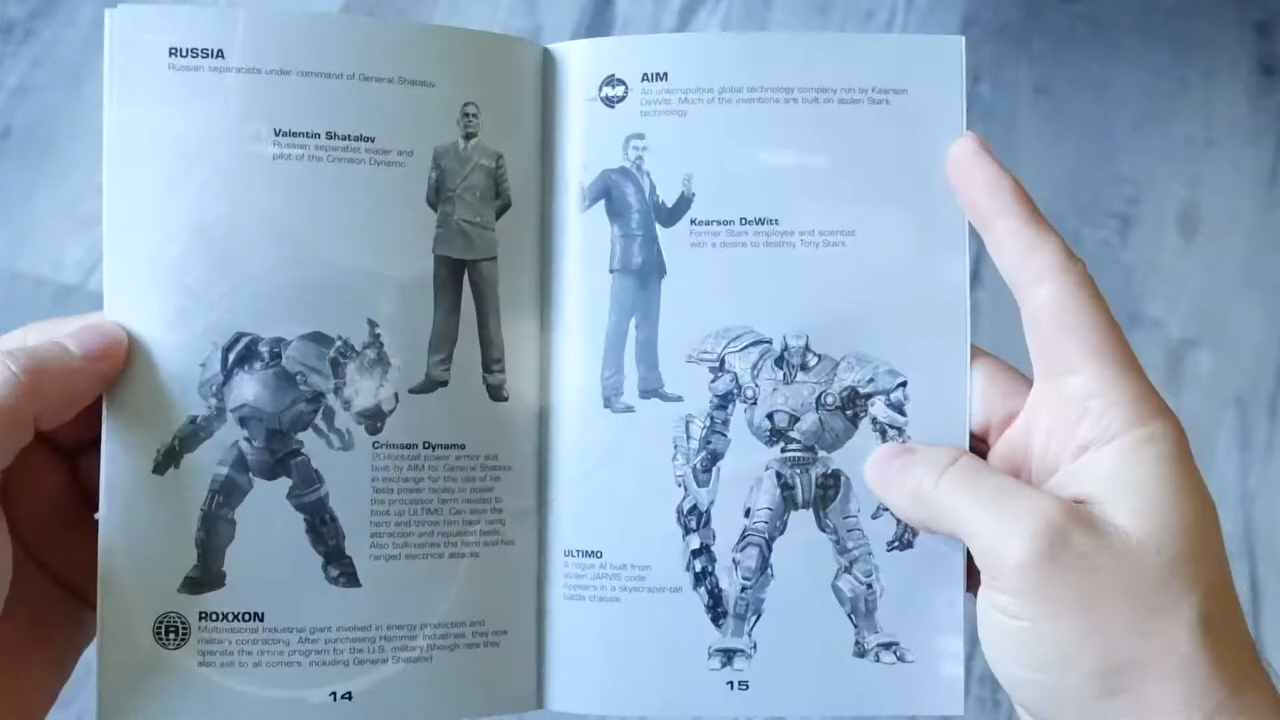 RUSSIA
Russian separatists under command of General Shatalov
Valentin Shatalov
Russian separatist leader and
pilot of the Crimson Dynamo
Crimson Dynamo
20-foot-tall power armor suit
built by AIM for General Shatalov
in exchange for the use of his
Tesla power facility to power
the processor farm needed to
boot up ULTIMO. Can stun the
hero and throw him back using
attraction and repulsion fields.
Also bullrushes the hero and has
ranged electrical attacks.
ROXXON
Multinational Industrial giant involved in energy production and
military contracting. After purchasing Hammer Industries, they now
operate the drone program for the U.S. military (though now they
also sell to all comers, including General Shatalov)
14
AIM
An unscrupulous global technology company run by Kearson
DeWitt. Much of the inventions are built on stolen Stark
technology.
Kearson DeWitt
Former Stark employee and scientist
with a desire to destroy Tony Stark.
ULTIMO
A rogue AI built from
stolen JARVIS code.
Appears in a skyscraper-tall
battle chassis.
15